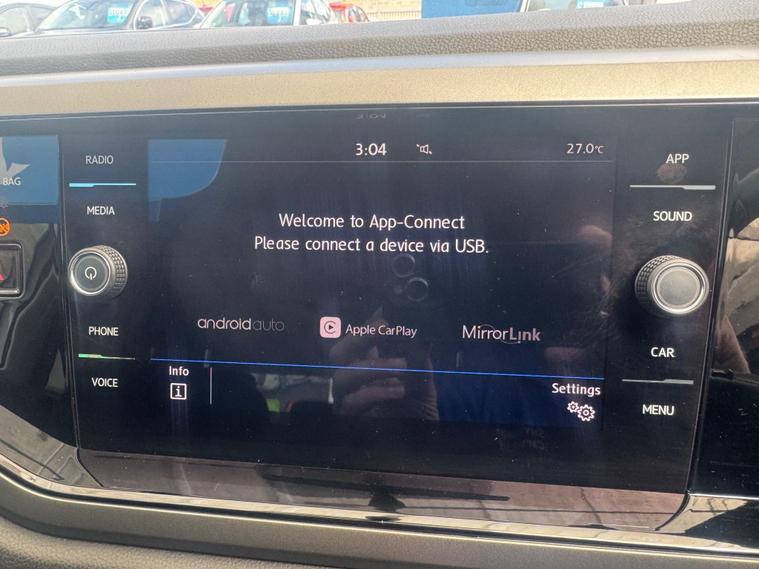 BAG
RADIO
MEDIA
PHONE
VOICE
3:04
27.0°C
Welcome to App-Connect
Please connect a device via USB.
androidauto
Apple CarPlay
MirrorLink
Info
i
Settings
APP
SOUND
CAR
MENU